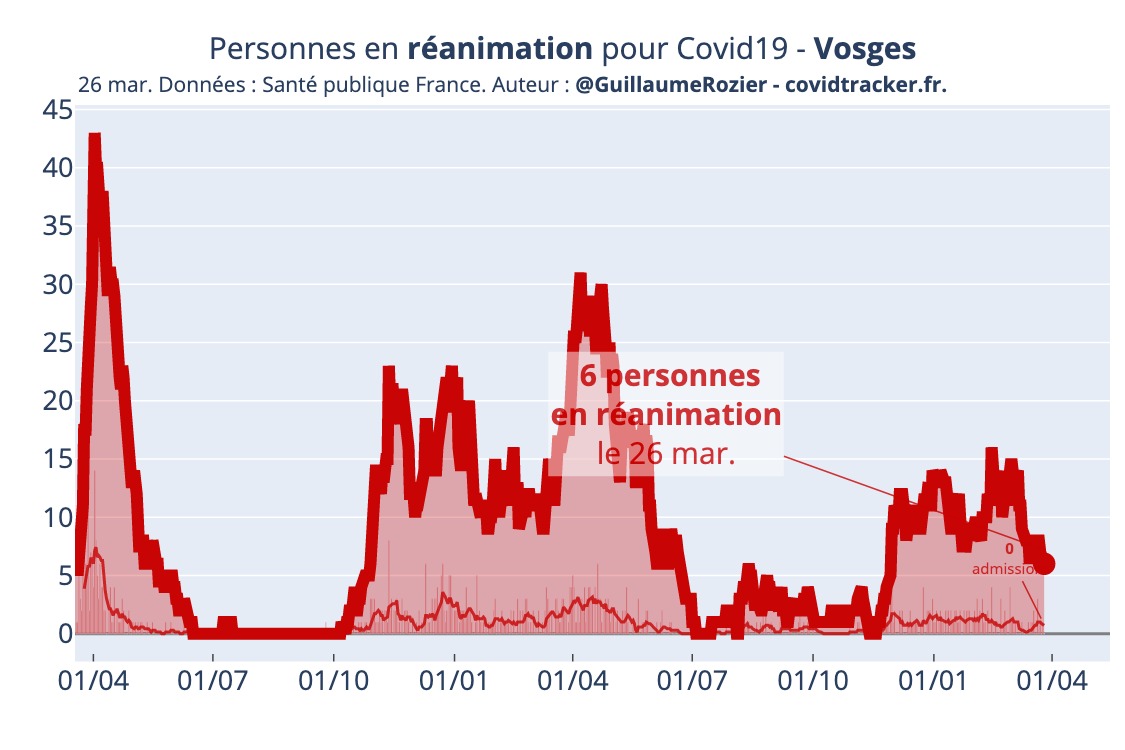 Personnes en réanimation pour Covid19 - Vosges
26 mar. Données : Santé publique France. Auteur : @GuillaumeRozier - covidtracker.fr.
45
40
35
30
25
20
15
10
5
0
6 personnes
en réanimation
le 26 mar.
0
admission
01/04 01/07 01/10 01/01 01/04 01/07 01/10 01/01 01/04